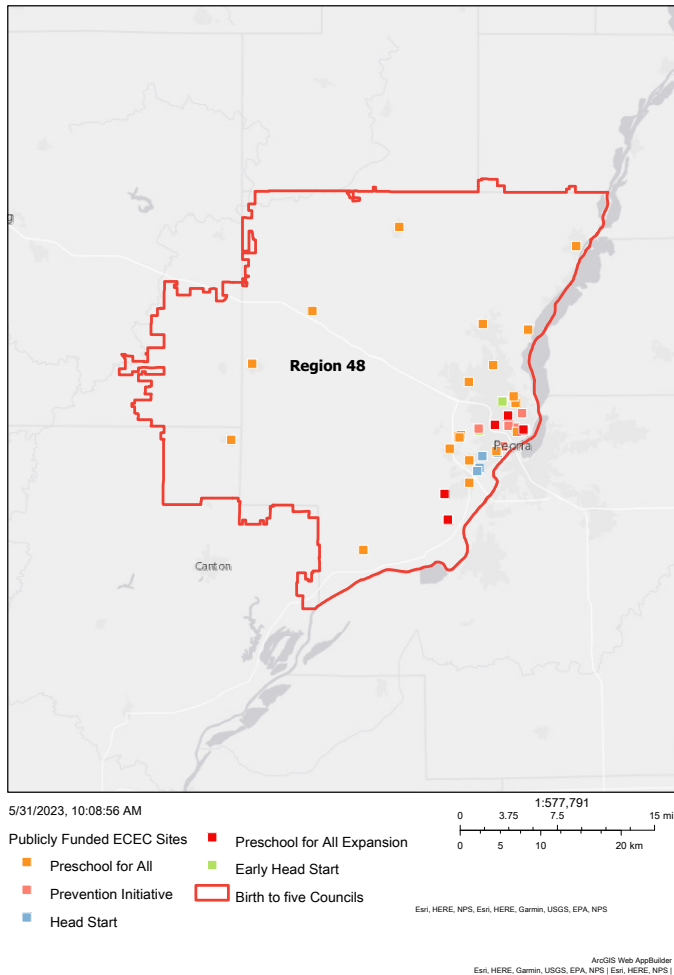 Region 48
Peoria
Canton
5/31/2023, 10:08:56 AM
1:577,791
0 3.75 7.5 15 mi
0 5 10 20 km
Publicly Funded ECEC Sites
Preschool for All
Prevention Initiative
Head Start
Preschool for All Expansion
Early Head Start
Birth to five Councils
Esri, HERE, NPS, Esri, HERE, Garmin, USGS, EPA, NPS
ArcGIS Web AppBuilder
Esri, HERE, Garmin, USGS, EPA, NPS | Esri, HERE, NPS |